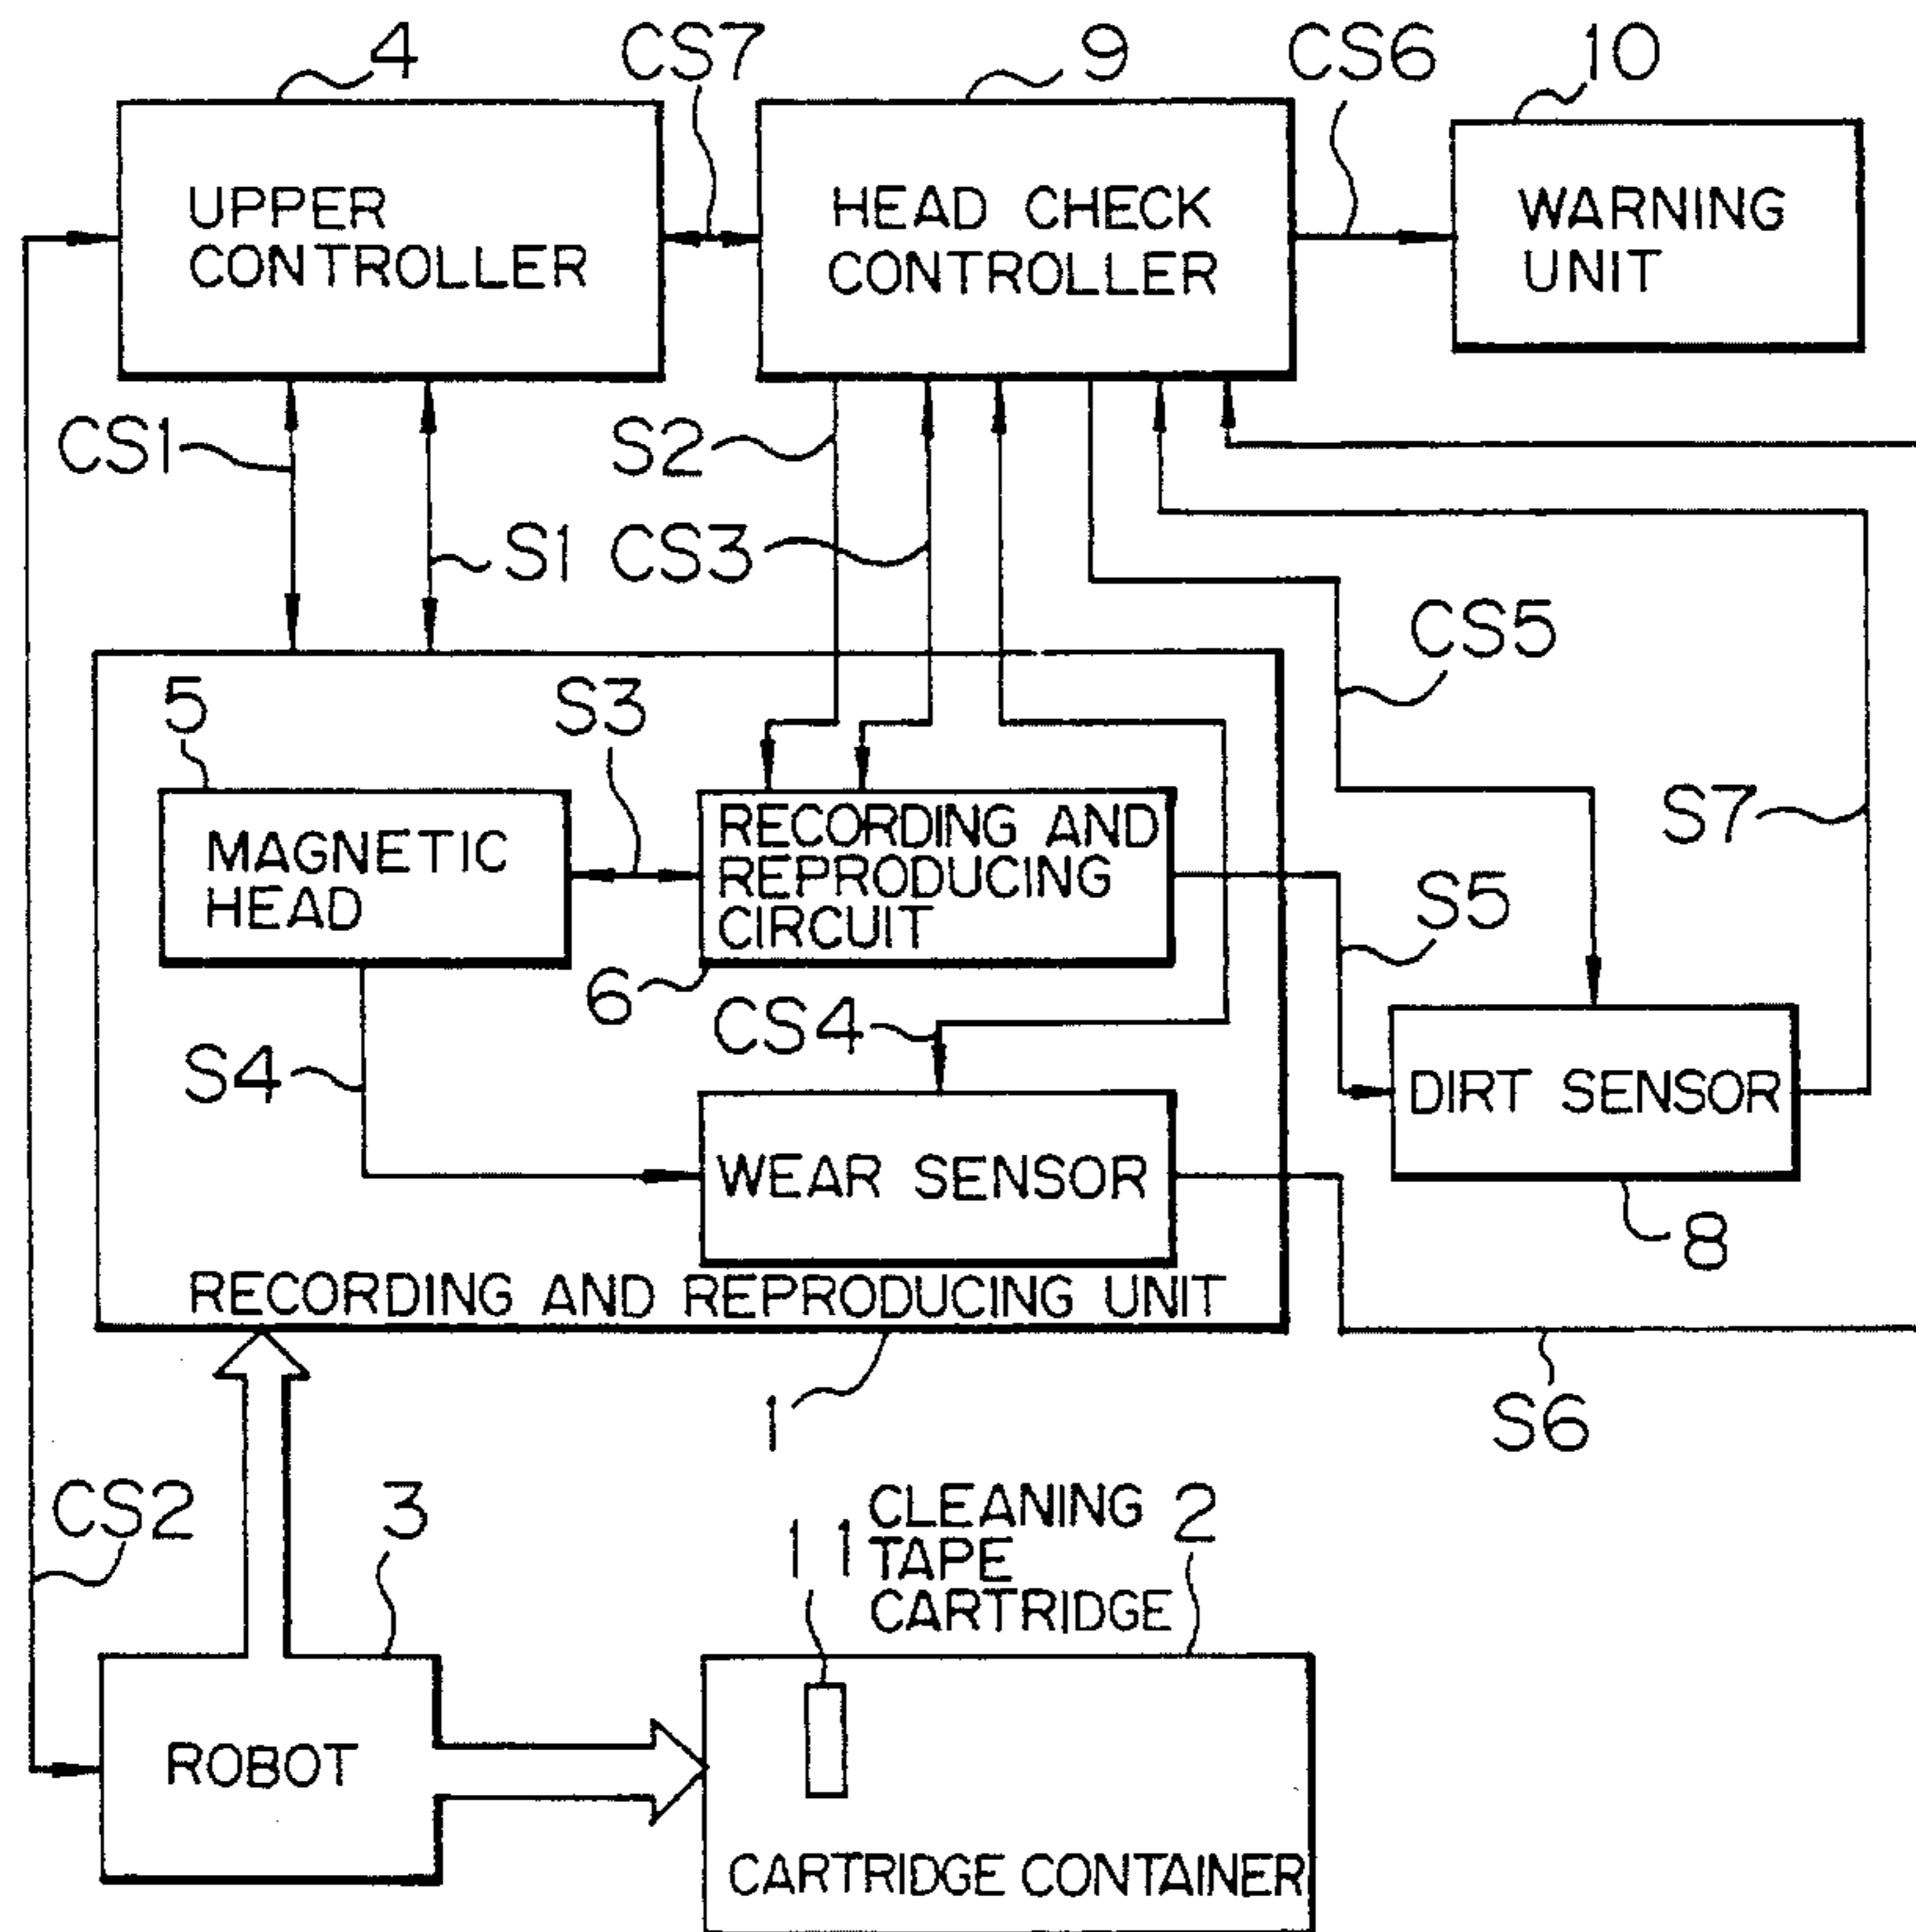 4
CS7
9
CS6
10
UPPER
CONTROLLER
HEAD CHECK
CONTROLLER
WARNING
UNIT
CS1
S2
S1
CS3
CS5
5
S3
S7
MAGNETIC
HEAD
RECORDING AND
REPRODUCING
CIRCUIT
S5
6
CS4
S4
DIRT SENSOR
WEAR SENSOR
8
RECORDING AND REPRODUCING UNIT
1
S6
CS2
3
11
CLEANING
TAPE
CARTRIDGE
2
ROBOT
CARTRIDGE CONTAINER